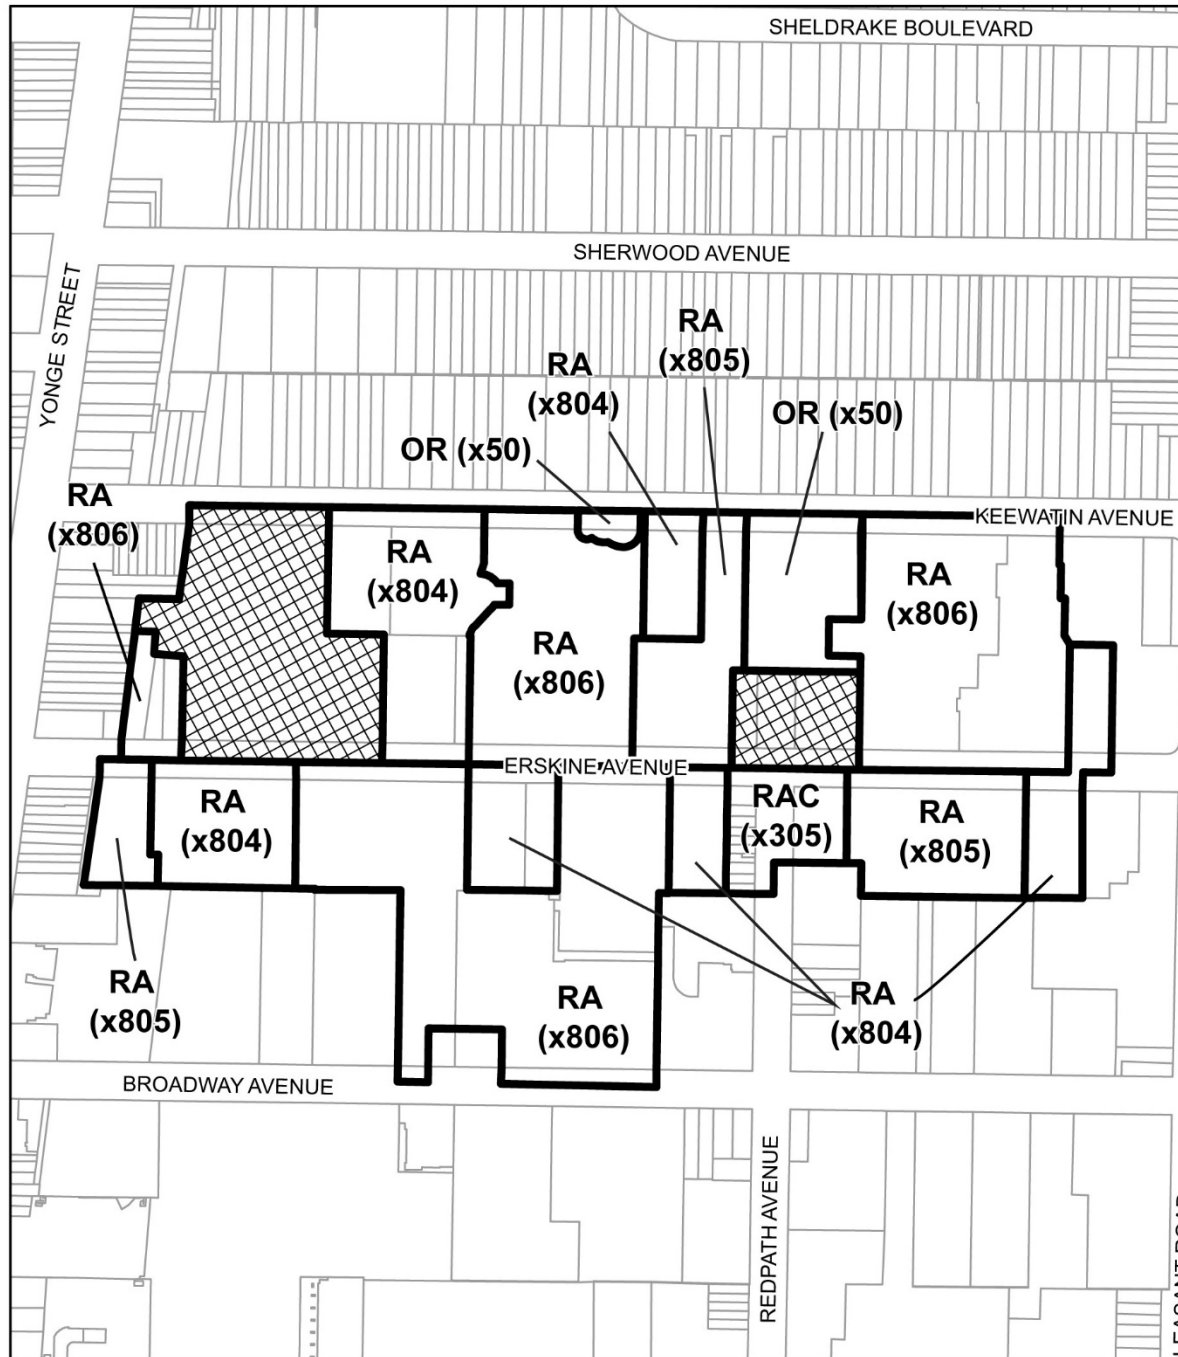 SHELDRAKE BOULEVARD
SHERWOOD AVENUE
YONGE STREET
RA
(x805)
RA
(x804)
OR (x50)
OR (x50)
RA
(x806)
KEEWATIN AVENUE
RA
(x804)
RA
(x806)
RA
(x806)
ERSKINE AVENUE
RA
(x804)
RAC
(x305)
RA
(x805)
RA
(x805)
RA
(x806)
RA
(x804)
BROADWAY AVENUE
REDPATH AVENUE
LEASANT ROAD